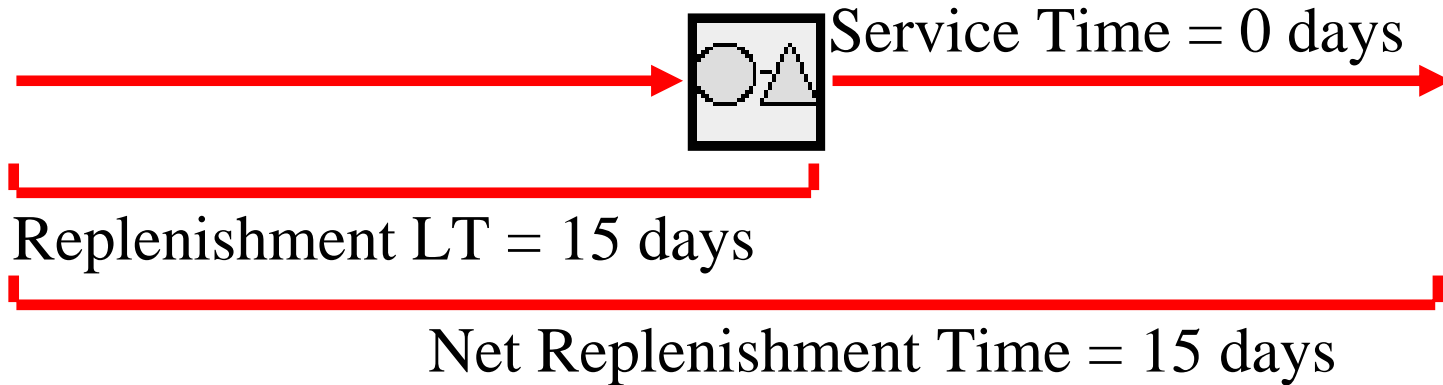 Service Time = 0 days
Replenishment LT = 15 days
Net Replenishment Time = 15 days